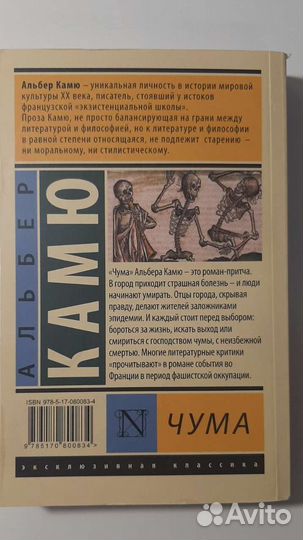 Альбер Камю – уникальная личность в истории мировой
культуры XX века, писатель, стоявший у истоков
французской «экзистенциальной школы».
Проза Камю, не просто балансирующая на грани между
литературой и философией, но к литературе и философии
в равной степени относящаяся, не подлежит старению –
ни моральному, ни стилистическому.
АЛЬБЕР
КАМЮ
"Чума" Альбера Камю – это роман-притча.
В город приходит страшная болезнь – и люди
начинают умирать. Отцы города, скрывая
правду, делают жителей заложниками
эпидемии. И каждый стоит перед выбором:
бороться за жизнь, искать выход или
смириться с господством чумы, с неизбежной
смертью. Многие литературные критики
«прочитывают» в романе события во
Франции в период фашистской оккупации.
ISBN 978-5-17-080083-4
9 785170 800834 >
N
ЧУМА
эксклюзивная классика
Avito